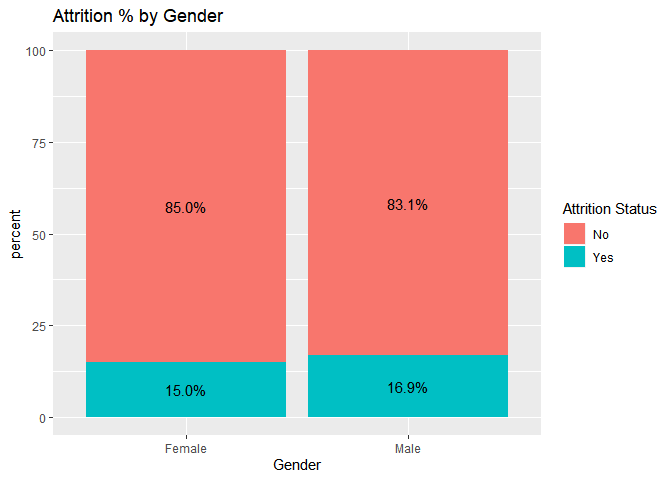 Attrition % by Gender
percent
100
75
50
25
0
85.0%
83.1%
15.0%
16.9%
Female
Male
Gender
Attrition Status
No
Yes